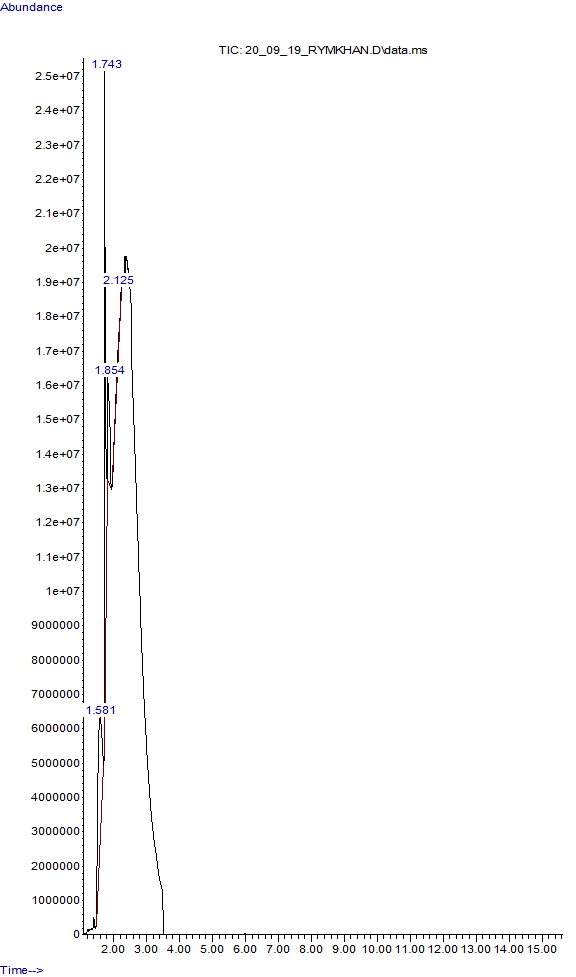 Abundance
TIC: 20_09_19_RYMKHAN.D\data.ms
1.743
2.5e+07
2.4e+07
2.3e+07
2.2e+07
2.1e+07
2e+07
2.125
1.9e+07
1.8e+07
1.7e+07
1.854
1.6e+07
1.5e+07
1.4e+07
1.3e+07
1.2e+07
1.1e+07
1e+07
9000000
8000000
7000000
1.581
6000000
5000000
4000000
3000000
2000000
1000000
0
2.00 3.00 4.00 5.00 6.00 7.00 8.00 9.00 10.00 11.00 12.00 13.00 14.00 15.00
Time-->